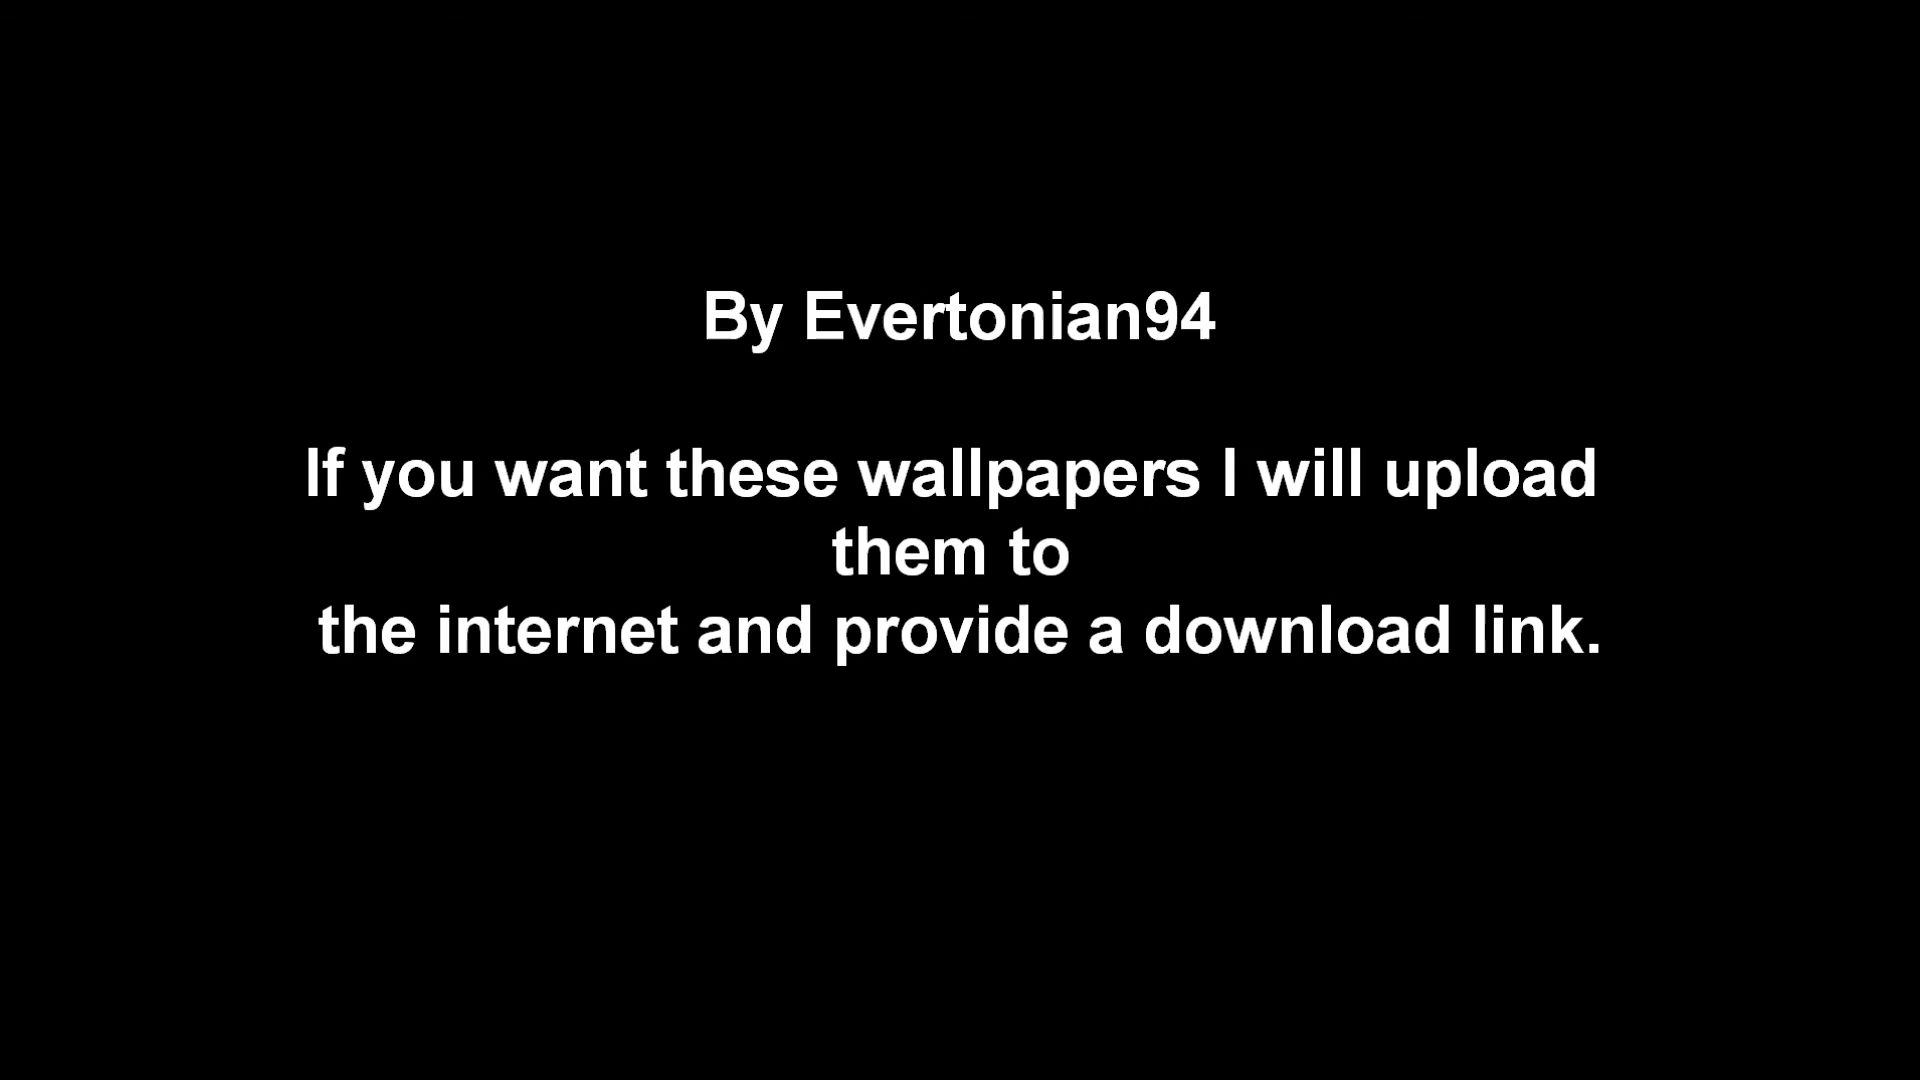 By Evertonian94
If you want these wallpapers I will upload
them to
the internet and provide a download link.